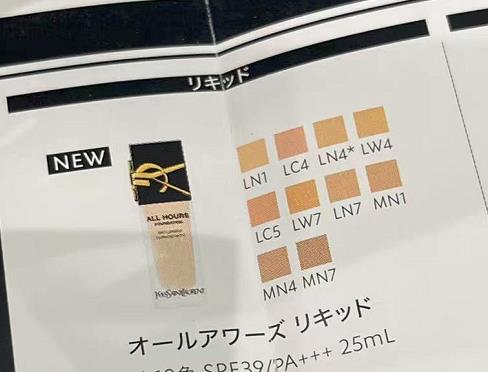 リキッド
NEW
ALL HOURS
FOUNDATION
YVESSAINTLAURENT
LN1 LC4 LN4* LW4
LC5 LW7 LN7 MN1
MN4 MN7
オールアワーズ リキッド
色 SPF39/PA+++ 25mL